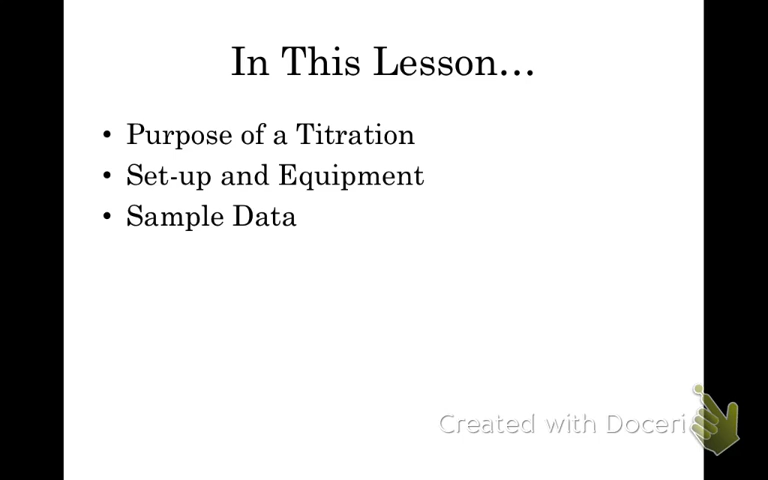 In This Lesson...
• Purpose of a Titration
• Set-up and Equipment
• Sample Data
Created with Doceri